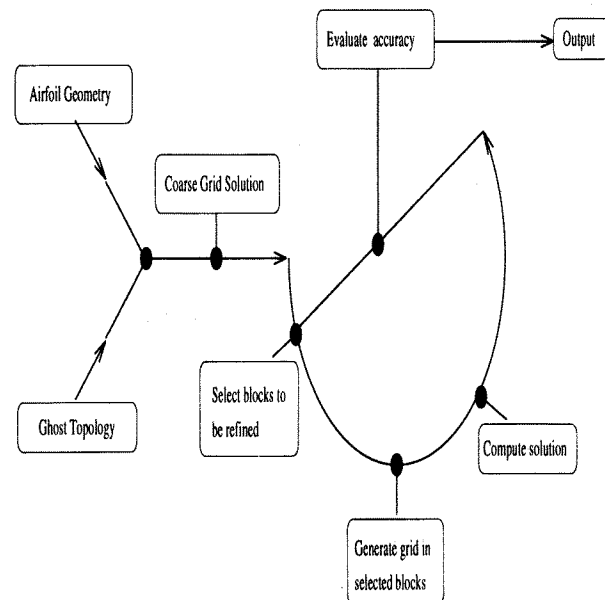 Evaluate accuracy
Output
Airfoil Geometry
Coarse Grid Solution
Select blocks to
be refined
Ghost Topology
Compute solution
Generate grid in
selected blocks